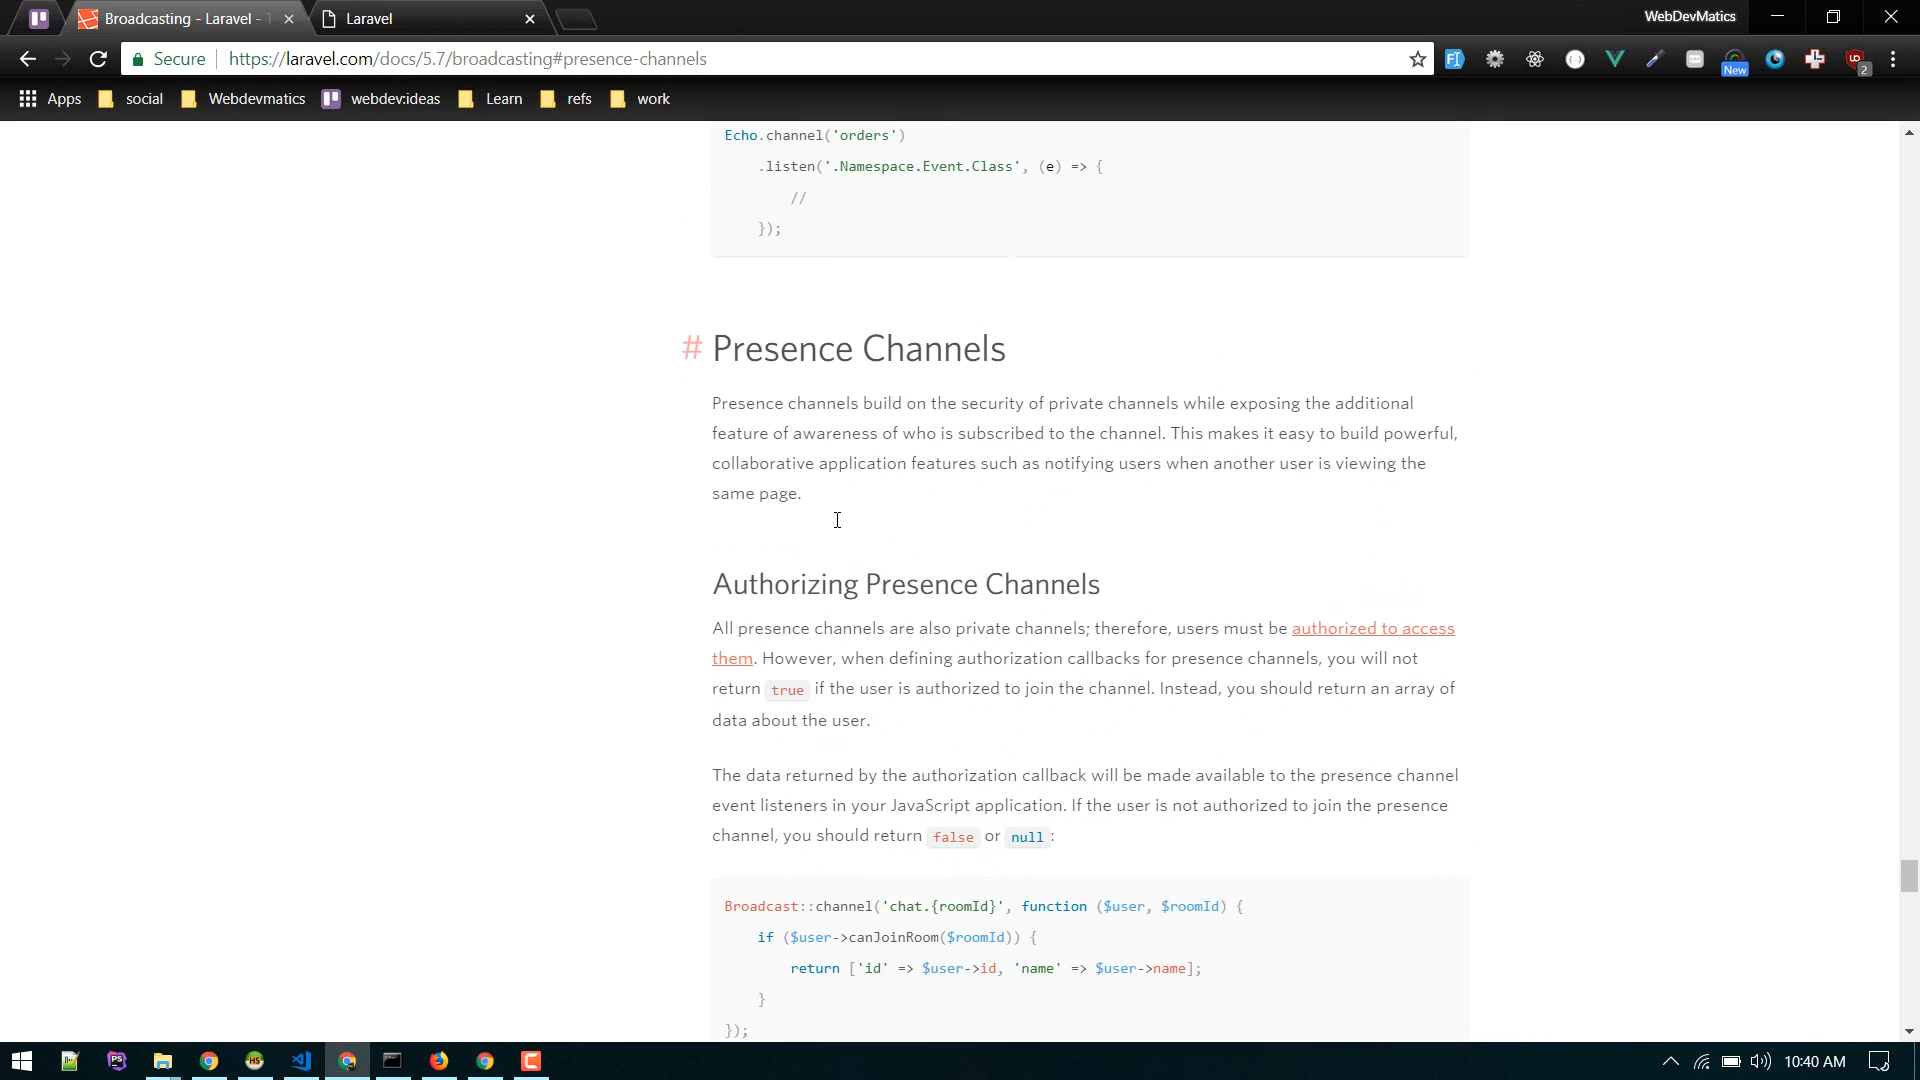 Broadcasting - Laravel - T
Laravel
WebDevMatics
Secure
https://laravel.com/docs/5.7/broadcasting#presence-channels
New
2
Apps
social
Webdevmatics
webdev:ideas
Learn
refs
work
Echo.channel('orders')
.listen('.Namespace.Event.Class', (e) => {
//
});
# Presence Channels
Presence channels build on the security of private channels while exposing the additional
feature of awareness of who is subscribed to the channel. This makes it easy to build powerful,
collaborative application features such as notifying users when another user is viewing the
same page.
Authorizing Presence Channels
All presence channels are also private channels; therefore, users must be authorized to access
them. However, when defining authorization callbacks for presence channels, you will not
return true if the user is authorized to join the channel. Instead, you should return an array of
data about the user.
The data returned by the authorization callback will be made available to the presence channel
event listeners in your JavaScript application. If the user is not authorized to join the presence
channel, you should return false or null:
Broadcast::channel('chat.{roomId}', function ($user, $roomId) {
if ($user->canJoinRoom($roomId)) {
return ['id' => $user->id, 'name' => $user->name];
}
});
10:40 AM